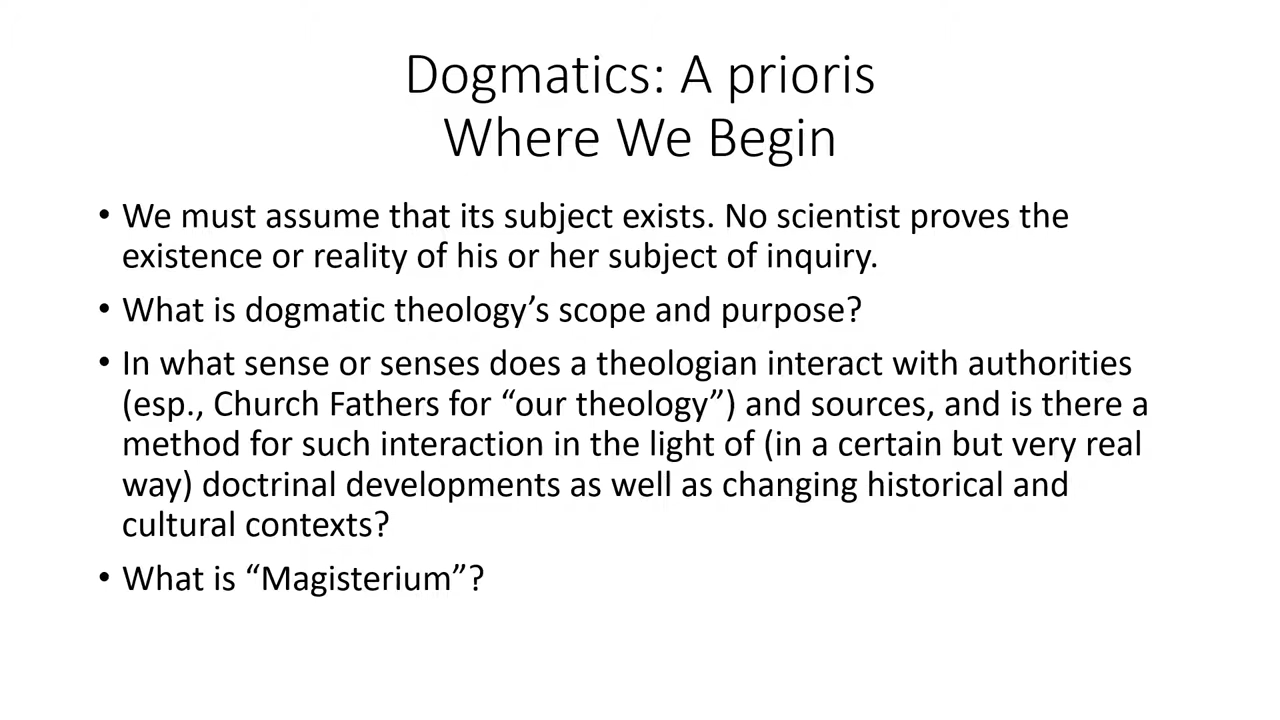 Dogmatics: A prioris
Where We Begin
• We must assume that its subject exists. No scientist proves the
existence or reality of his or her subject of inquiry.
• What is dogmatic theology’s scope and purpose?
• In what sense or senses does a theologian interact with authorities
(esp., Church Fathers for “our theology”) and sources, and is there a
method for such interaction in the light of (in a certain but very real
way) doctrinal developments as well as changing historical and
cultural contexts?
• What is “Magisterium”?